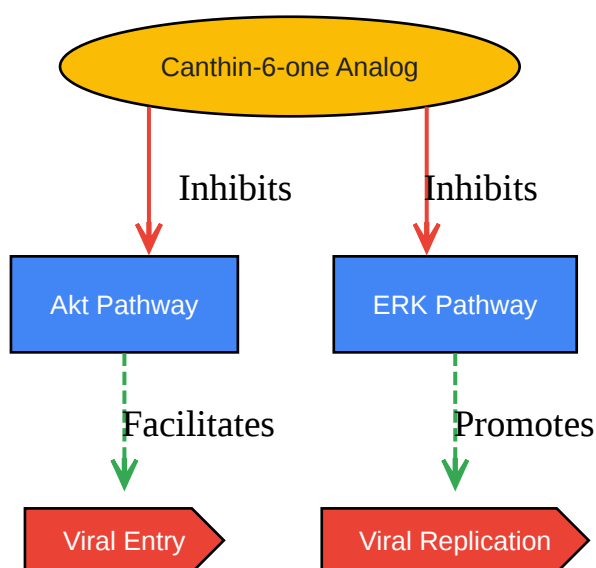 Canthin-6-one Analog
Inhibits
Inhibits
Akt Pathway
ERK Pathway
Facilitates
Promotes
Viral Entry
Viral Replication